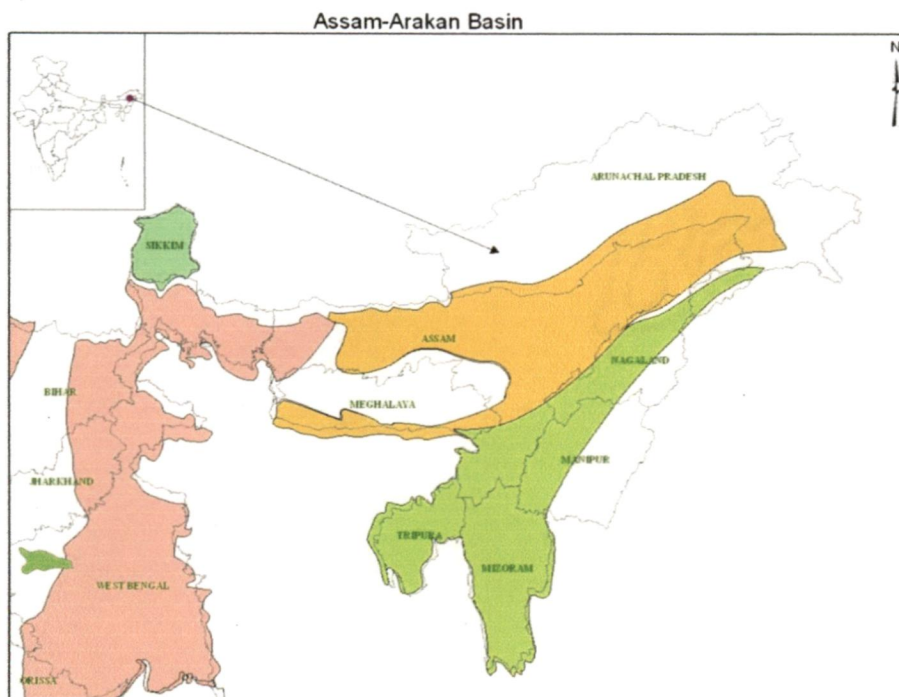 Assam-Arakan Basin
N
ARUNACHAL PRADESH
SIKKIM
ASSAM
NAGALAND
BIHAR
MEGHALAYA
MANIPUR
JHARKHAND
TRIPURA
MIZORAM
WEST BENGAL
ORISSA